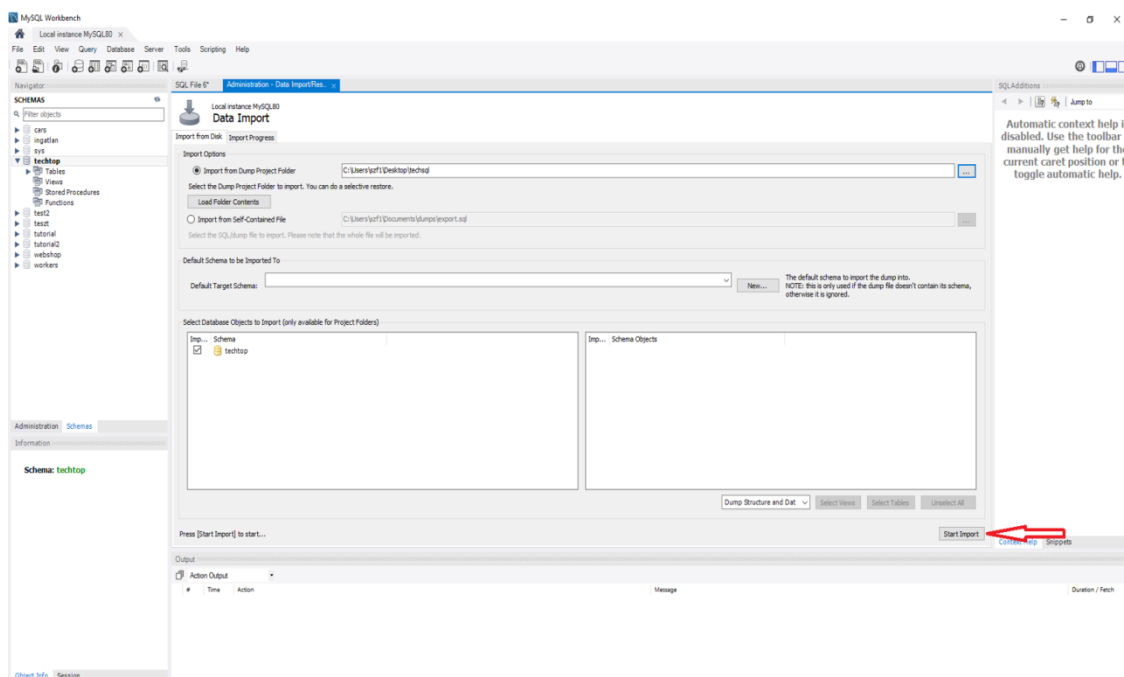 MySQL Workbench
Local instance MySQL80
File Edit View Query Database Server Tools Scripting Help
Navigator
SCHEMAS
Filter objects
cars
ingatlan
sys
techtop
Tables
Views
Stored Procedures
Functions
test2
teszt
tutorial
tutorial2
webshop
workers
Administration Schemas
Information
Schema: techtop
Object Info Session
SQL File 6* Administration - Data Import/Res...
Local instance MySQL80
Data Import
Import from Disk Import Progress
Import Options
Import from Dump Project Folder C:\Users\pzf1\Desktop\techsql ...
Select the Dump Project Folder to import. You can do a selective restore.
Load Folder Contents
Import from Self-Contained File C:\Users\pzf1\Documents\dumps\export.sql ...
Select the SQL/dump file to import. Please note that the whole file will be imported.
Default Schema to be Imported To
Default Target Schema: New...
The default schema to import the dump into.
NOTE: this is only used if the dump file doesn't contain its schema,
otherwise it is ignored.
Select Database Objects to Import (only available for Project Folders)
Imp... Schema
techtop
Imp... Schema Objects
Dump Structure and Dat Select Views Select Tables Unselect All
Press [Start Import] to start...
Start Import
Output
Action Output
# Time Action Message Duration / Fetch
SQLAdditions
Jump to
Automatic context help i
disabled. Use the toolbar
manually get help for the
current caret position or t
toggle automatic help.
Context Help Snippets